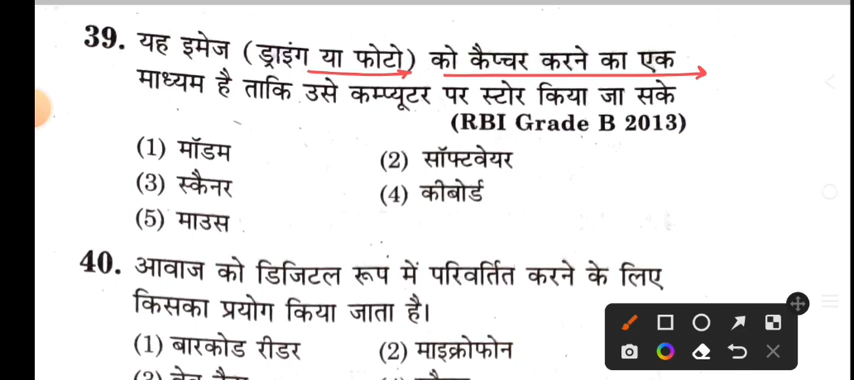 39. यह इमेज (ड्राइंग या फोटो) को कैप्चर करने का एक
माध्यम है ताकि उसे कम्प्यूटर पर स्टोर किया जा सके
(RBI Grade B 2013)
(1) मॉडम
(2) सॉफ्टवेयर
(3) स्कैनर
(4) कीबोर्ड
(5) माउस
40. आवाज को डिजिटल रूप में परिवर्तित करने के लिए
किसका प्रयोग किया जाता है।
(1) बारकोड रीडर
(2) माइक्रोफोन